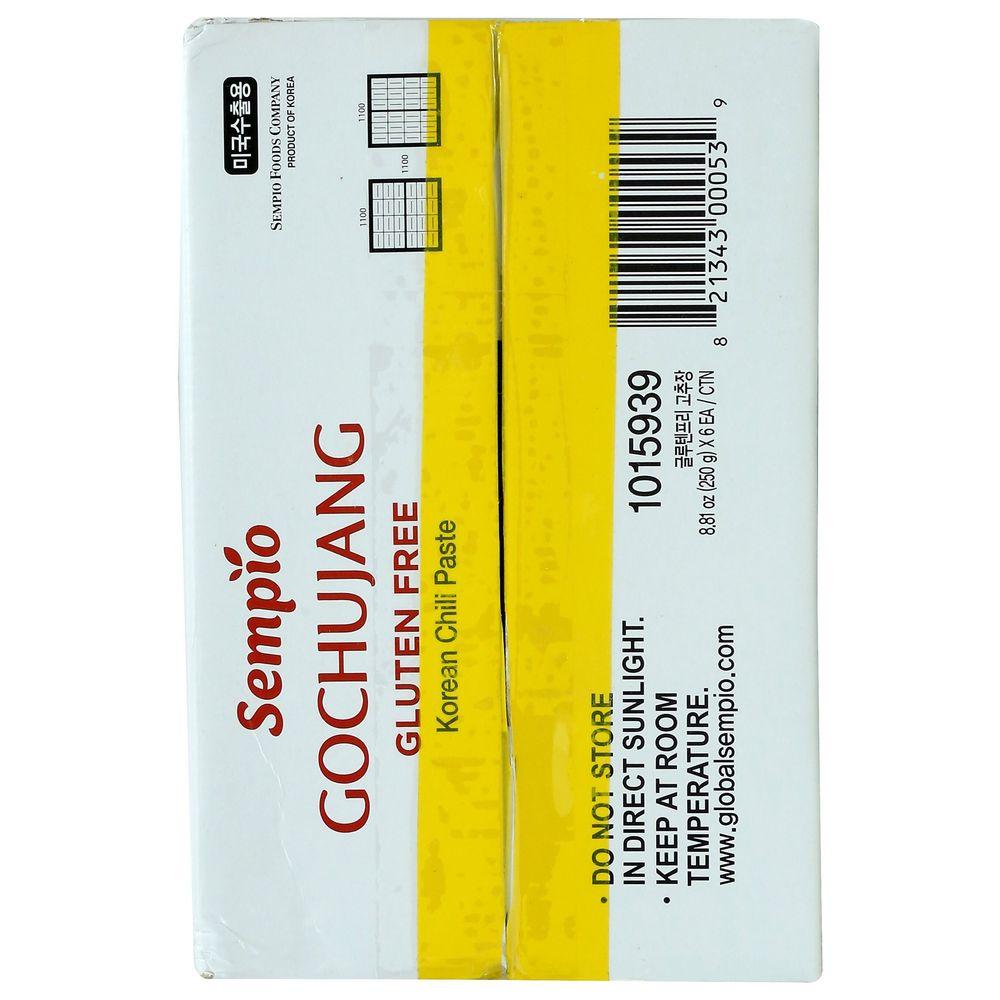 Sempio
GOCHUJANG
GLUTEN FREE
Korean Chili Paste
미국수출용
SEMPIO FOODS COMPANY
PRODUCT OF KOREA
1100
1100
1100
• DO NOT STORE
IN DIRECT SUNLIGHT.
• KEEP AT ROOM
TEMPERATURE.
www.globalsempio.com
1015939
글루텐프리 고추장
8.81 oz (250 g) X 6 EA / CTN
8 21343 00053 9